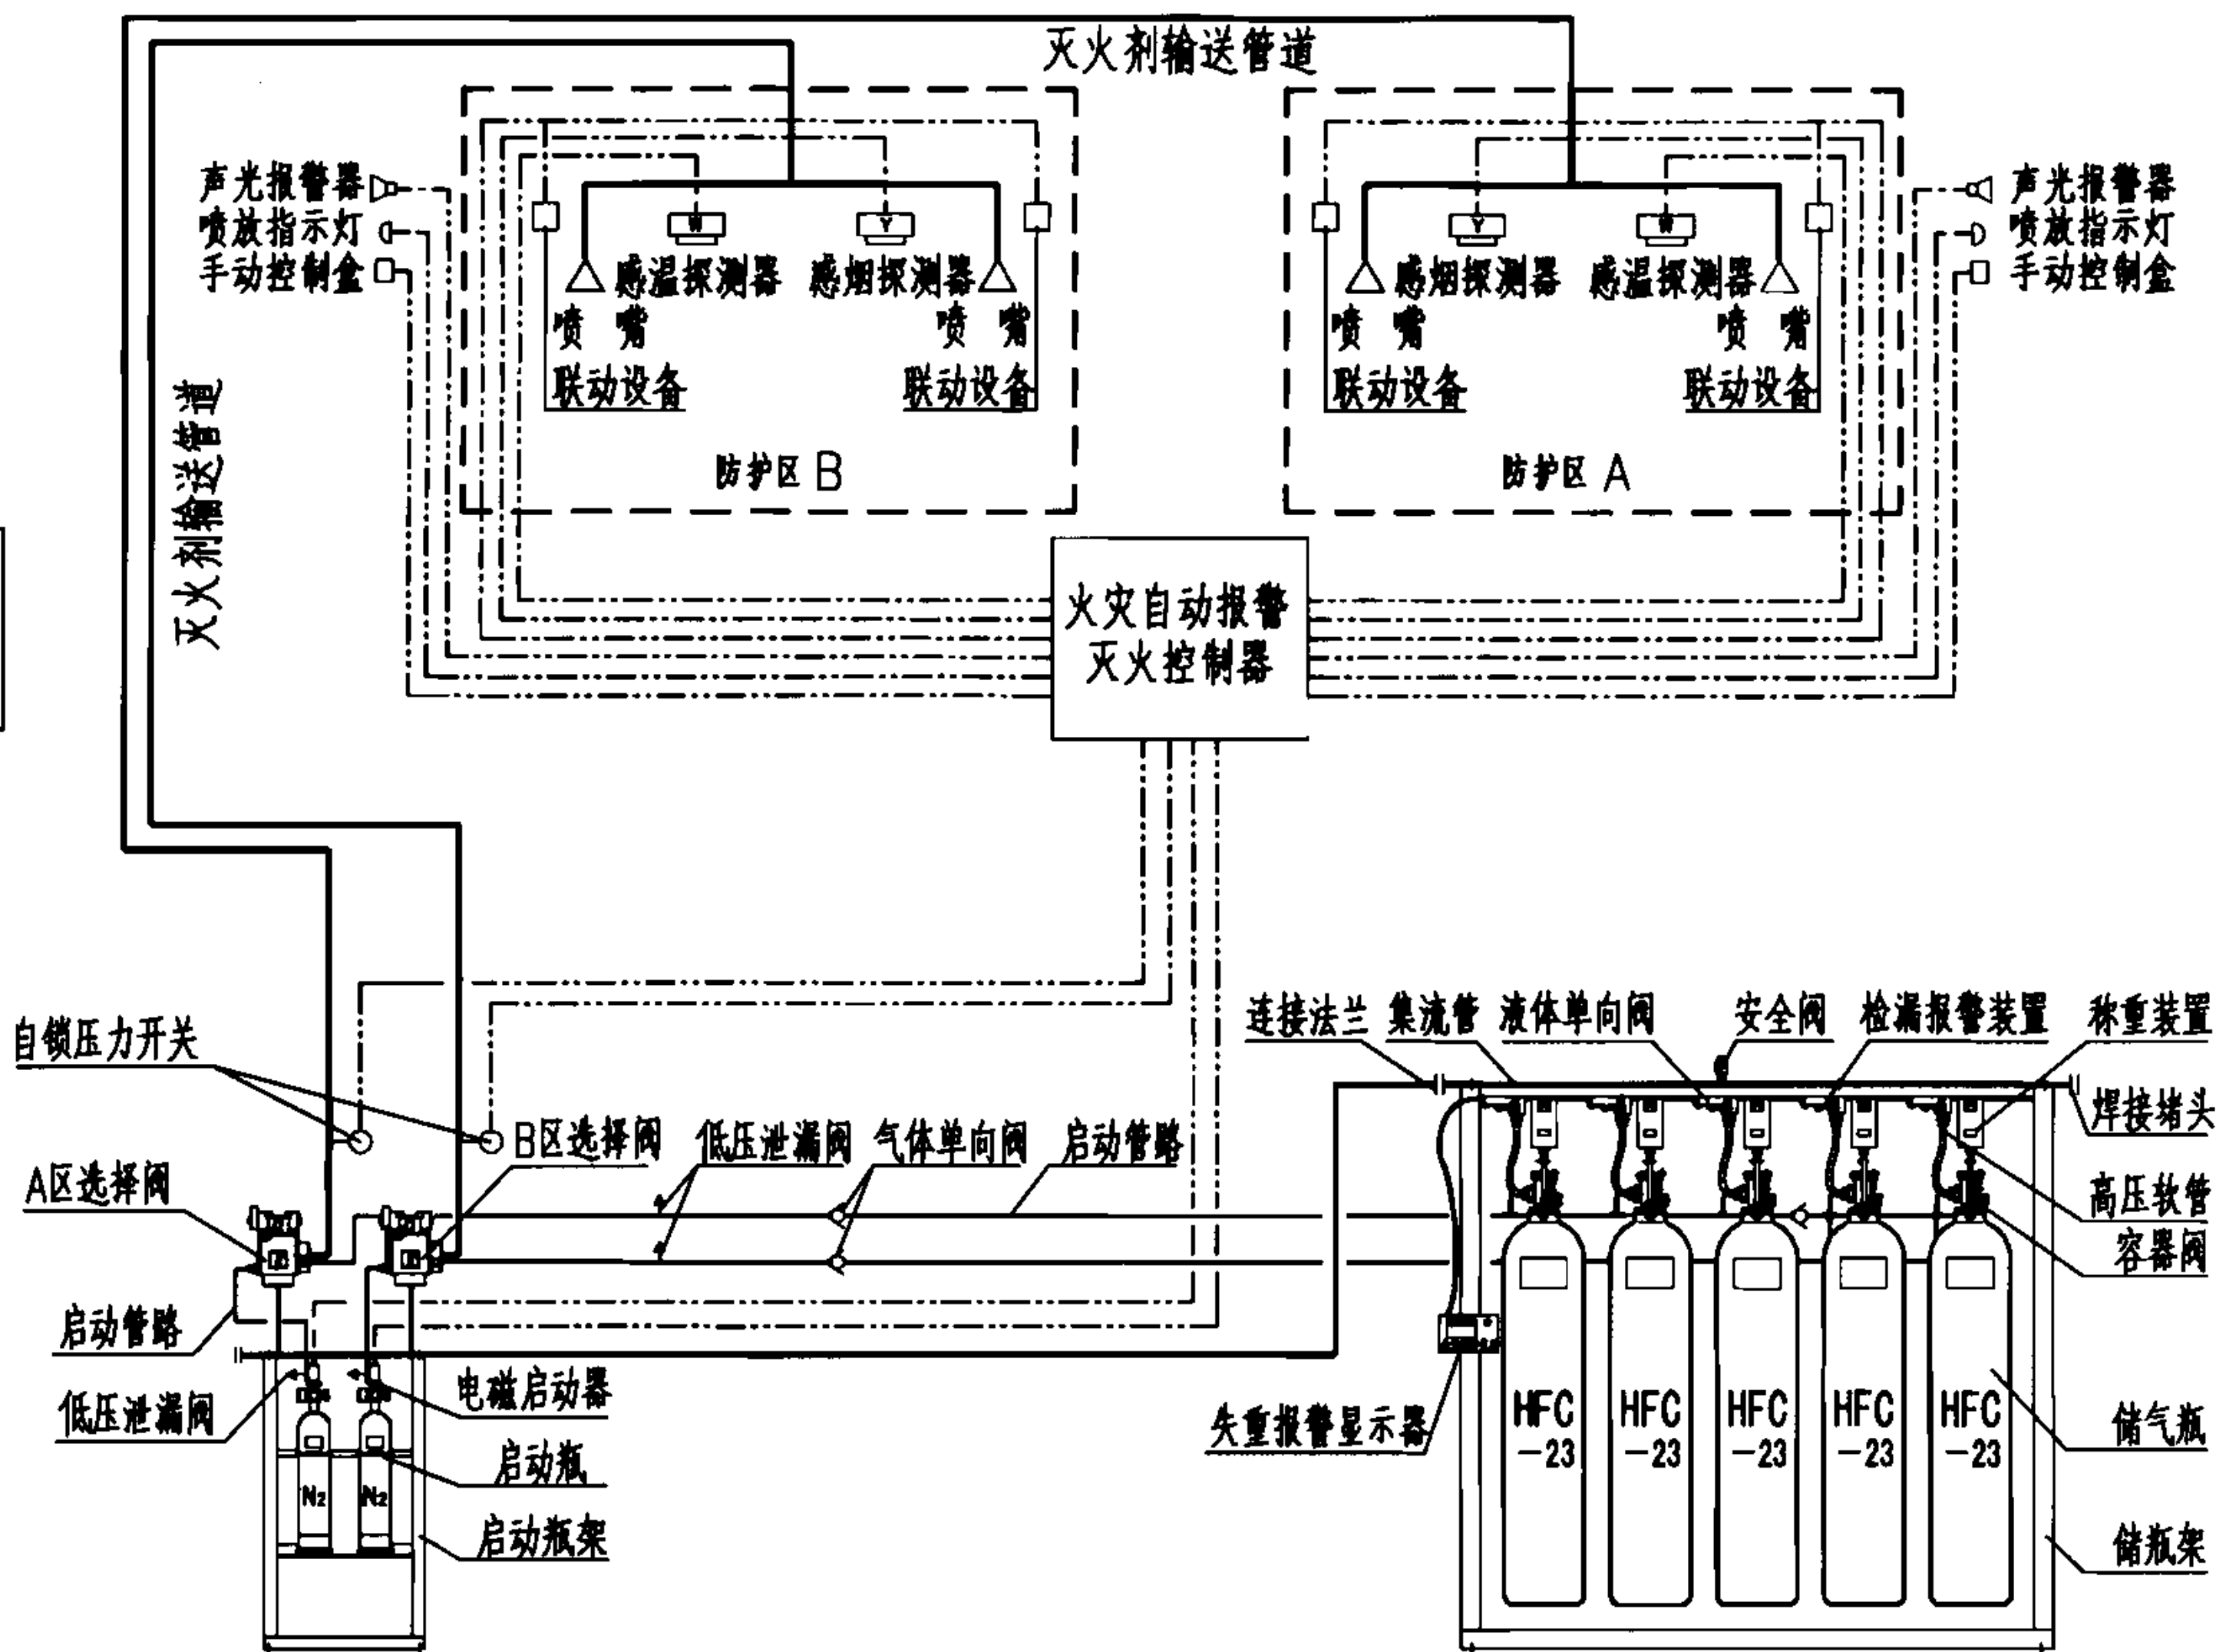 灭火剂输送管道
声光报警器
喷放指示灯
手动控制盒
W
Y
感温探测器
感烟探测器
喷嘴
喷嘴
联动设备
联动设备
防护区 B
Y
W
感烟探测器
感温探测器
喷嘴
喷嘴
联动设备
联动设备
防护区 A
声光报警器
喷放指示灯
手动控制盒
灭火剂输送管道
火灾自动报警
灭火控制器
自锁压力开关
A区选择阀
B区选择阀
低压泄漏阀
气体单向阀
启动管路
连接法兰
集流管
液体单向阀
安全阀
检漏报警装置
称重装置
焊接堵头
高压软管
容器阀
启动管路
低压泄漏阀
电磁启动器
启动瓶
启动瓶架
N2
N2
失重报警显示器
HFC
-23
HFC
-23
HFC
-23
HFC
-23
HFC
-23
储气瓶
储瓶架